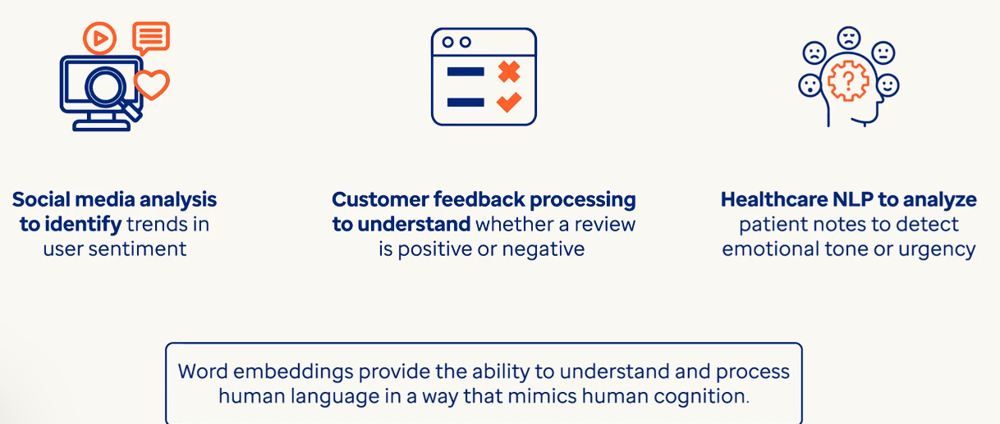 Social media analysis
to identify trends in
user sentiment
Customer feedback processing
to understand whether a review
is positive or negative
Healthcare NLP to analyze
patient notes to detect
emotional tone or urgency
Word embeddings provide the ability to understand and process
human language in a way that mimics human cognition.